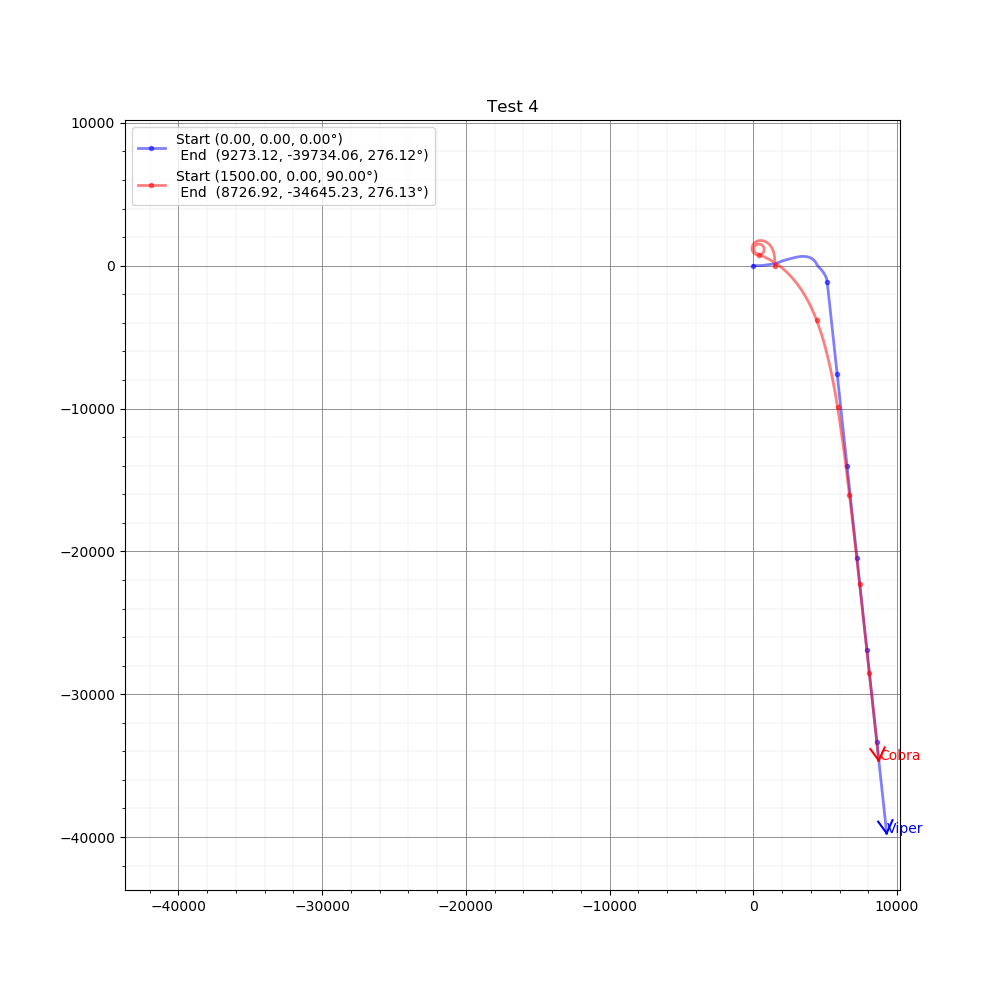 Test 4
Start (0.00, 0.00, 0.00°)
End  (9273.12, -39734.06, 276.12°)
Start (1500.00, 0.00, 90.00°)
End  (8726.92, -34645.23, 276.13°)
10000
0
−10000
−20000
−30000
−40000
Cobra
Viper
−40000
−30000
−20000
−10000
0
10000